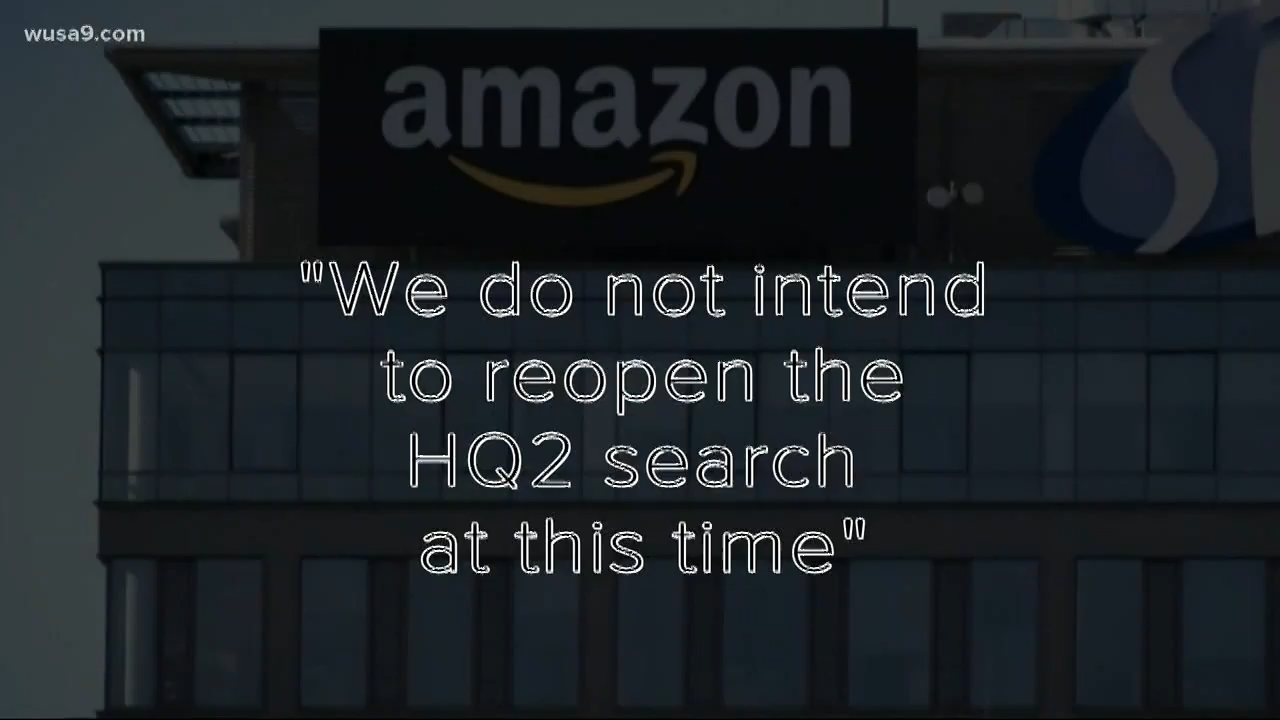 wusa9.com
amazon
"We do not intend
to reopen the
HQ2 search
at this time"